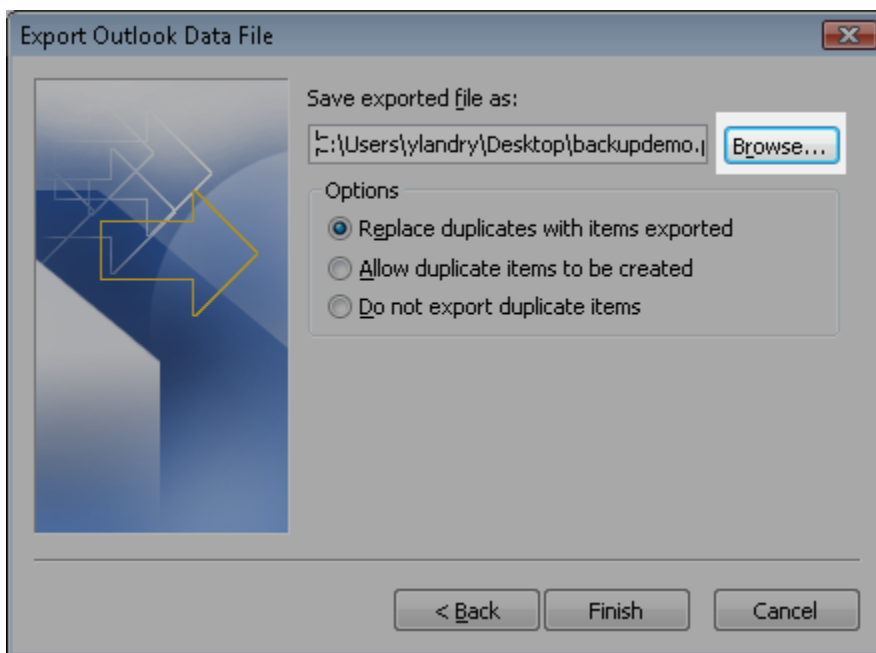 Export Outlook Data File
Save exported file as:
C:\Users\ylandry\Desktop\backupdemo.p
Browse...
Options
Replace duplicates with items exported
Allow duplicate items to be created
Do not export duplicate items
< Back
Finish
Cancel